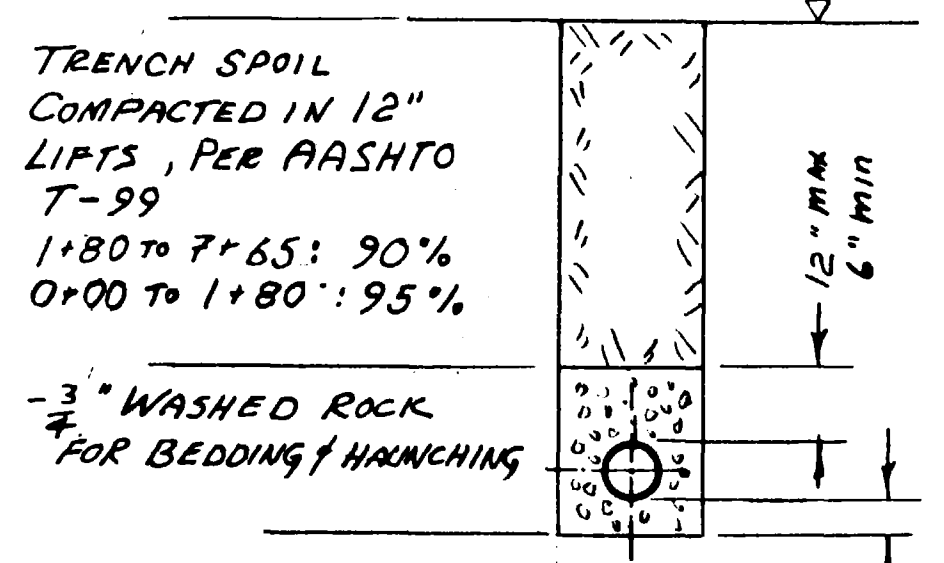 TRENCH SPOIL
COMPACTED IN 12"
LIFTS, PER AASHTO
T-99
1+80 TO 7+65: 90%
0+00 TO 1+80: 95%
-3/4" WASHED ROCK
FOR BEDDING & HAUNCHING
12" MAX
6" MIN